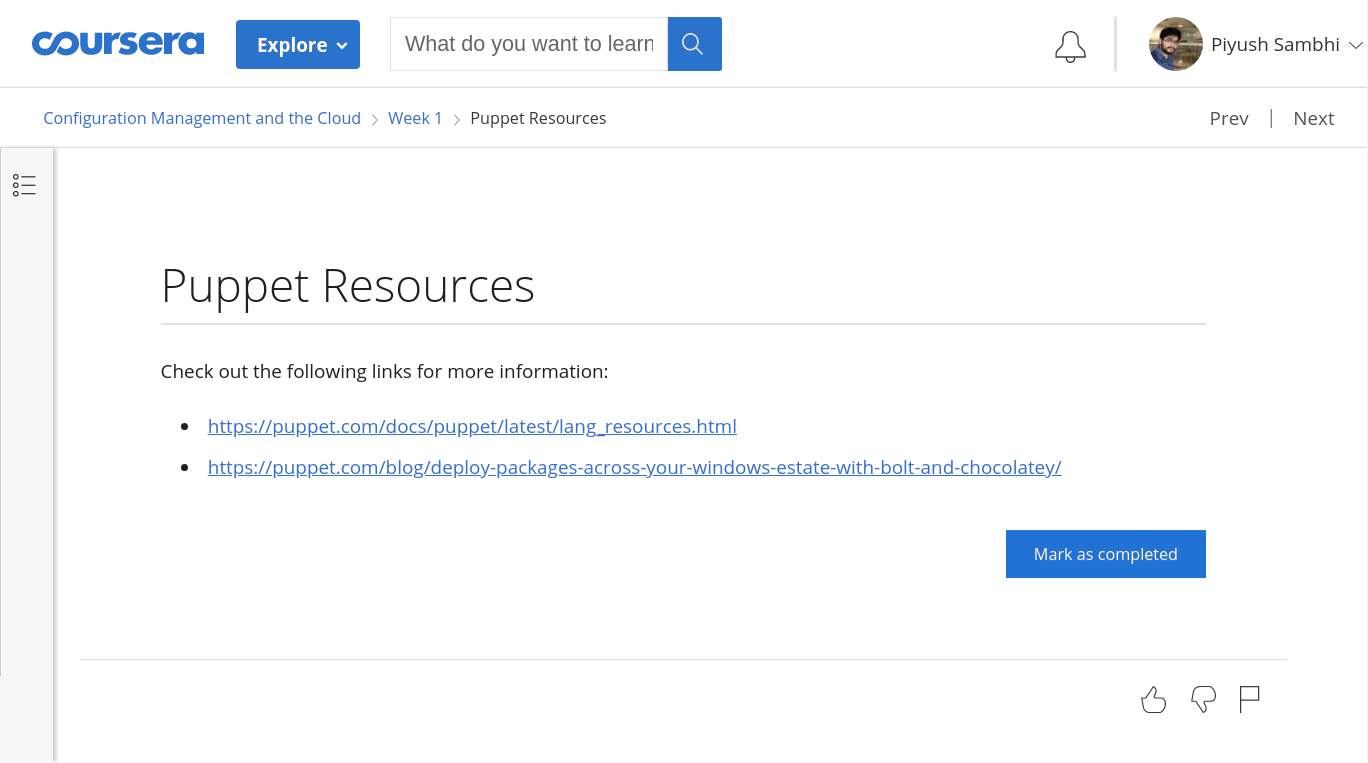 coursera
Explore
What do you want to learn
Piyush Sambhi
Configuration Management and the Cloud
Week 1
Puppet Resources
Prev | Next
Puppet Resources
Check out the following links for more information:
https://puppet.com/docs/puppet/latest/lang_resources.html
https://puppet.com/blog/deploy-packages-across-your-windows-estate-with-bolt-and-chocolatey/
Mark as completed